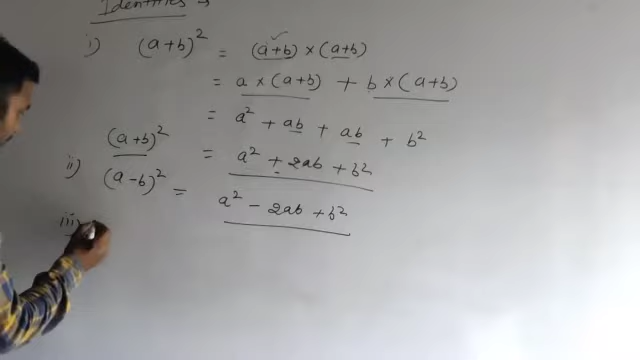 Identities →
i) (a+b)² = (a+b) × (a+b)
= a × (a+b) + b × (a+b)
= a² + ab + ab + b²
(a+b)² = a² + 2ab + b²
ii) (a-b)² = a² - 2ab + b²
iii)